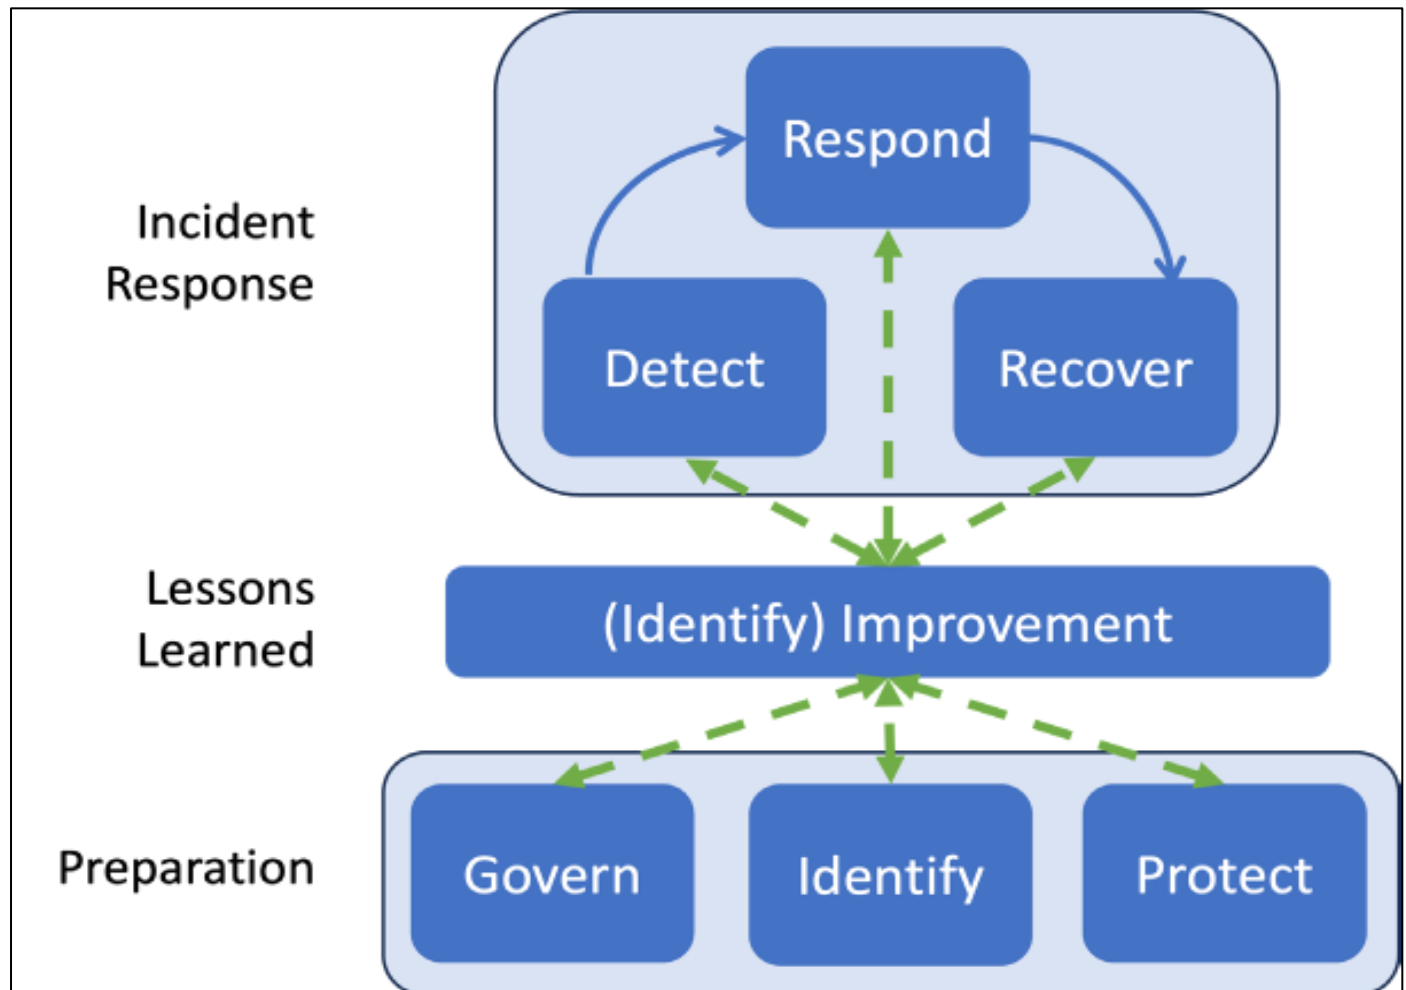 Incident
Response
Respond
Detect
Recover
Lessons
Learned
(Identify) Improvement
Preparation
Govern
Identify
Protect